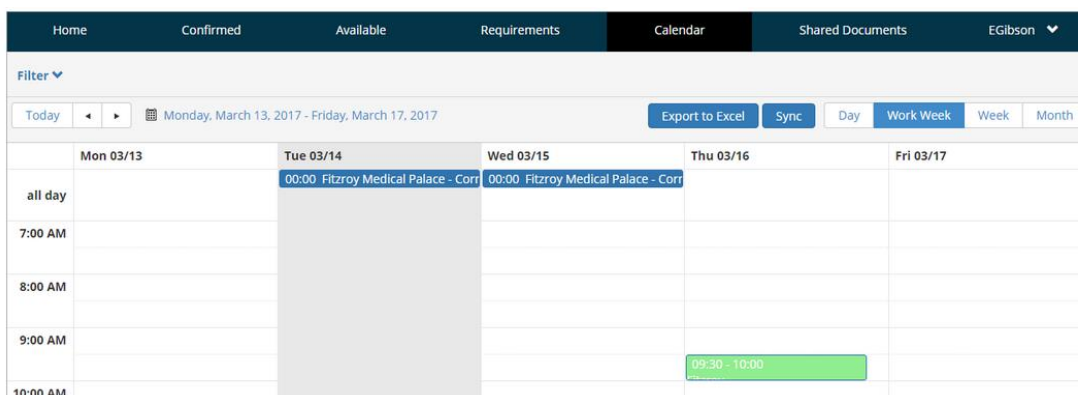 Home Confirmed Available Requirements Calendar Shared Documents EGibson
Filter
Today Monday, March 13, 2017 - Friday, March 17, 2017 Export to Excel Sync Day Work Week Week Month
Mon 03/13 Tue 03/14 Wed 03/15 Thu 03/16 Fri 03/17
all day 00:00 Fitzroy Medical Palace - Corr 00:00 Fitzroy Medical Palace - Corr
7:00 AM
8:00 AM
9:00 AM
09:30 - 10:00
10:00 AM